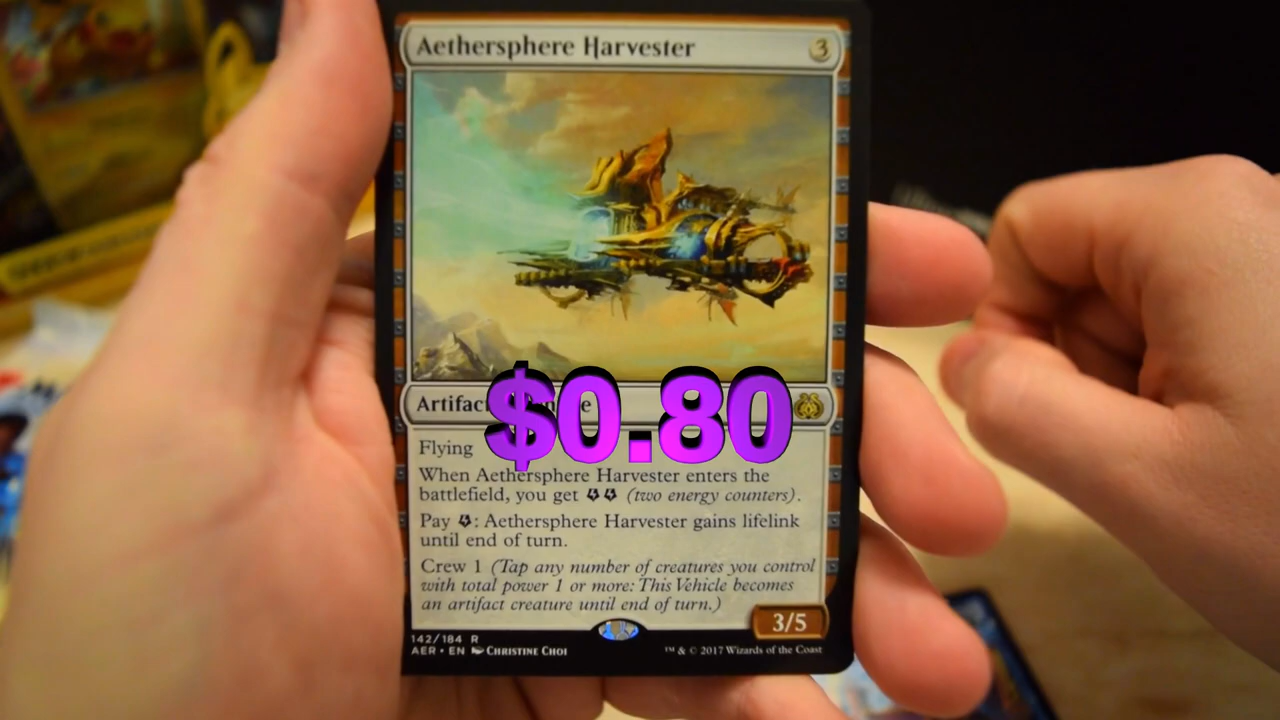 Aethersphere Harvester 3
Artifact
$0.80
Flying
When Aethersphere Harvester enters the
battlefield, you get (two energy counters).
Pay : Aethersphere Harvester gains lifelink
until end of turn.
Crew 1 (Tap any number of creatures you control
with total power 1 or more: This Vehicle becomes
an artifact creature until end of turn.)
3/5
142/184 R
AER • EN Christine Choi
™ & © 2017 Wizards of the Coast